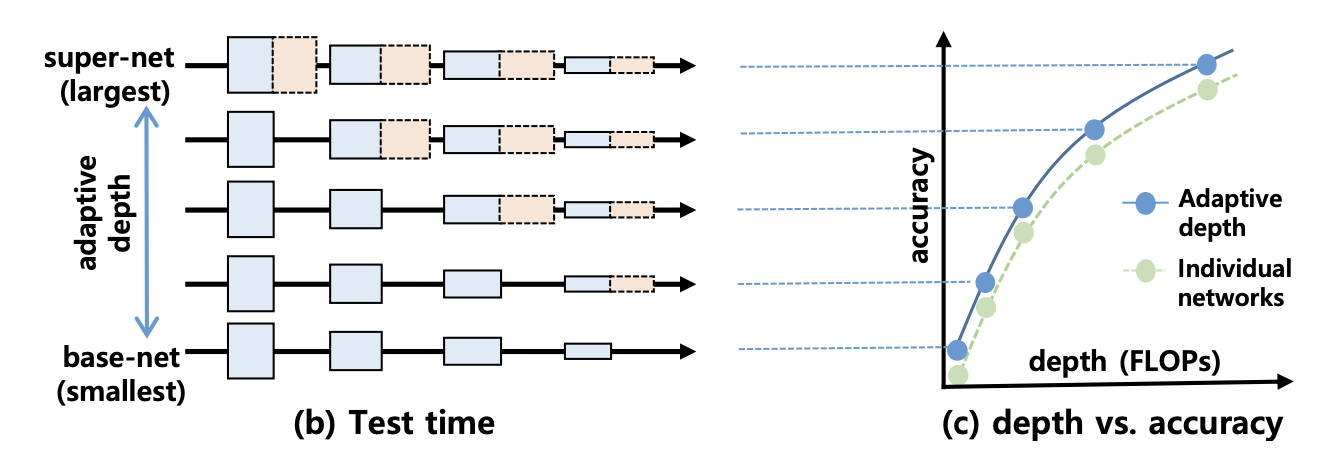 super-net
(largest)
adaptive
depth
base-net
(smallest)
(b) Test time
accuracy
Adaptive
depth
Individual
networks
depth (FLOPs)
(c) depth vs. accuracy